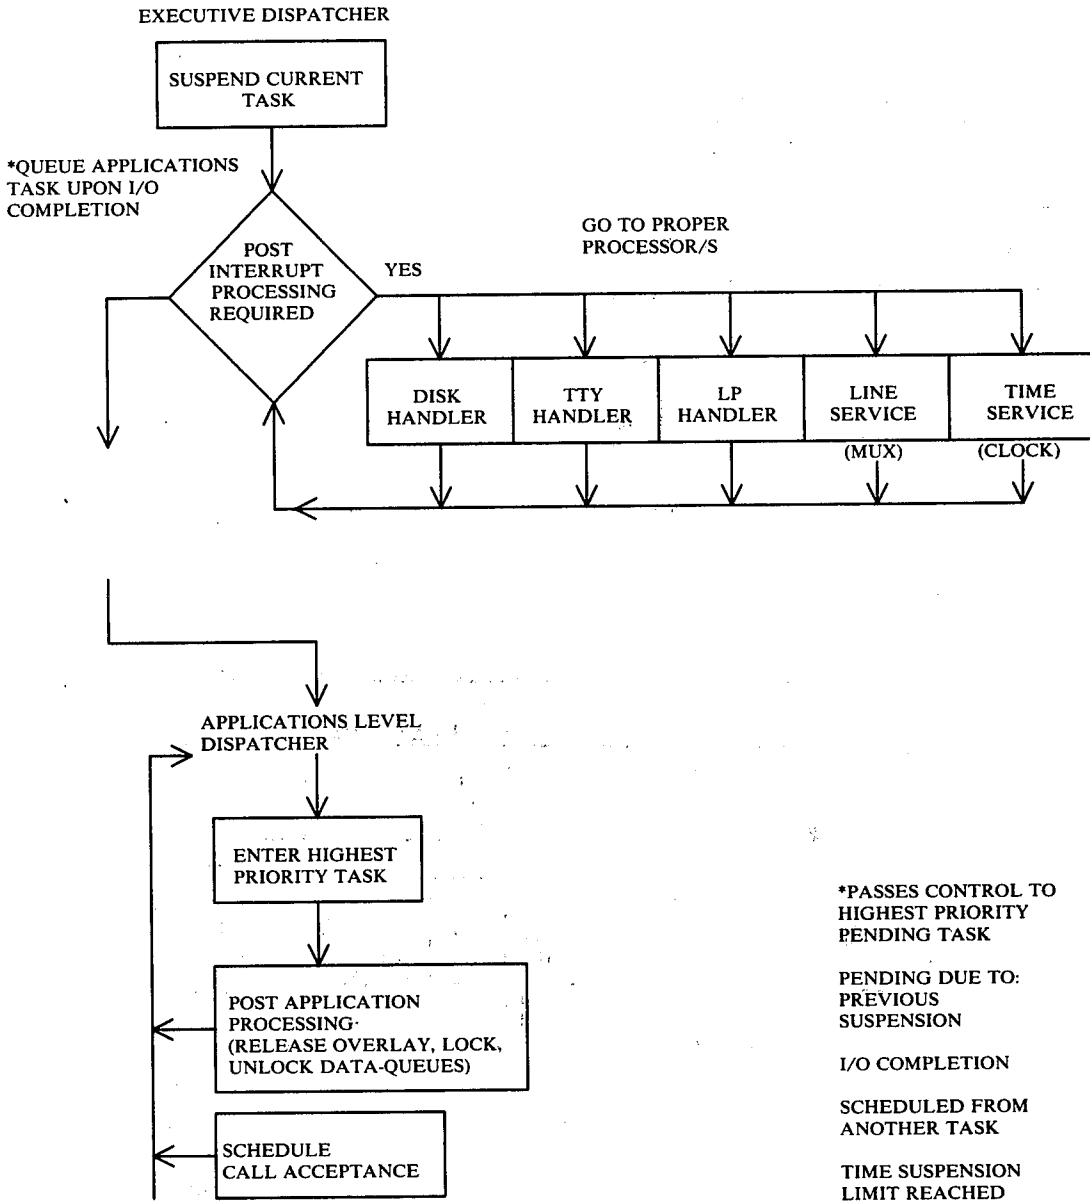 EXECUTIVE DISPATCHER
SUSPEND CURRENT
TASK
*QUEUE APPLICATIONS
TASK UPON I/O
COMPLETION
POST
INTERRUPT
PROCESSING
REQUIRED
YES
GO TO PROPER
PROCESSOR/S
DISK
HANDLER
TTY
HANDLER
LP
HANDLER
LINE
SERVICE
(MUX)
TIME
SERVICE
(CLOCK)
APPLICATIONS LEVEL
DISPATCHER
ENTER HIGHEST
PRIORITY TASK
POST APPLICATION
PROCESSING
(RELEASE OVERLAY, LOCK,
UNLOCK DATA-QUEUES)
SCHEDULE
CALL ACCEPTANCE
*PASSES CONTROL TO
HIGHEST PRIORITY
PENDING TASK
PENDING DUE TO:
PREVIOUS
SUSPENSION
I/O COMPLETION
SCHEDULED FROM
ANOTHER TASK
TIME SUSPENSION
LIMIT REACHED